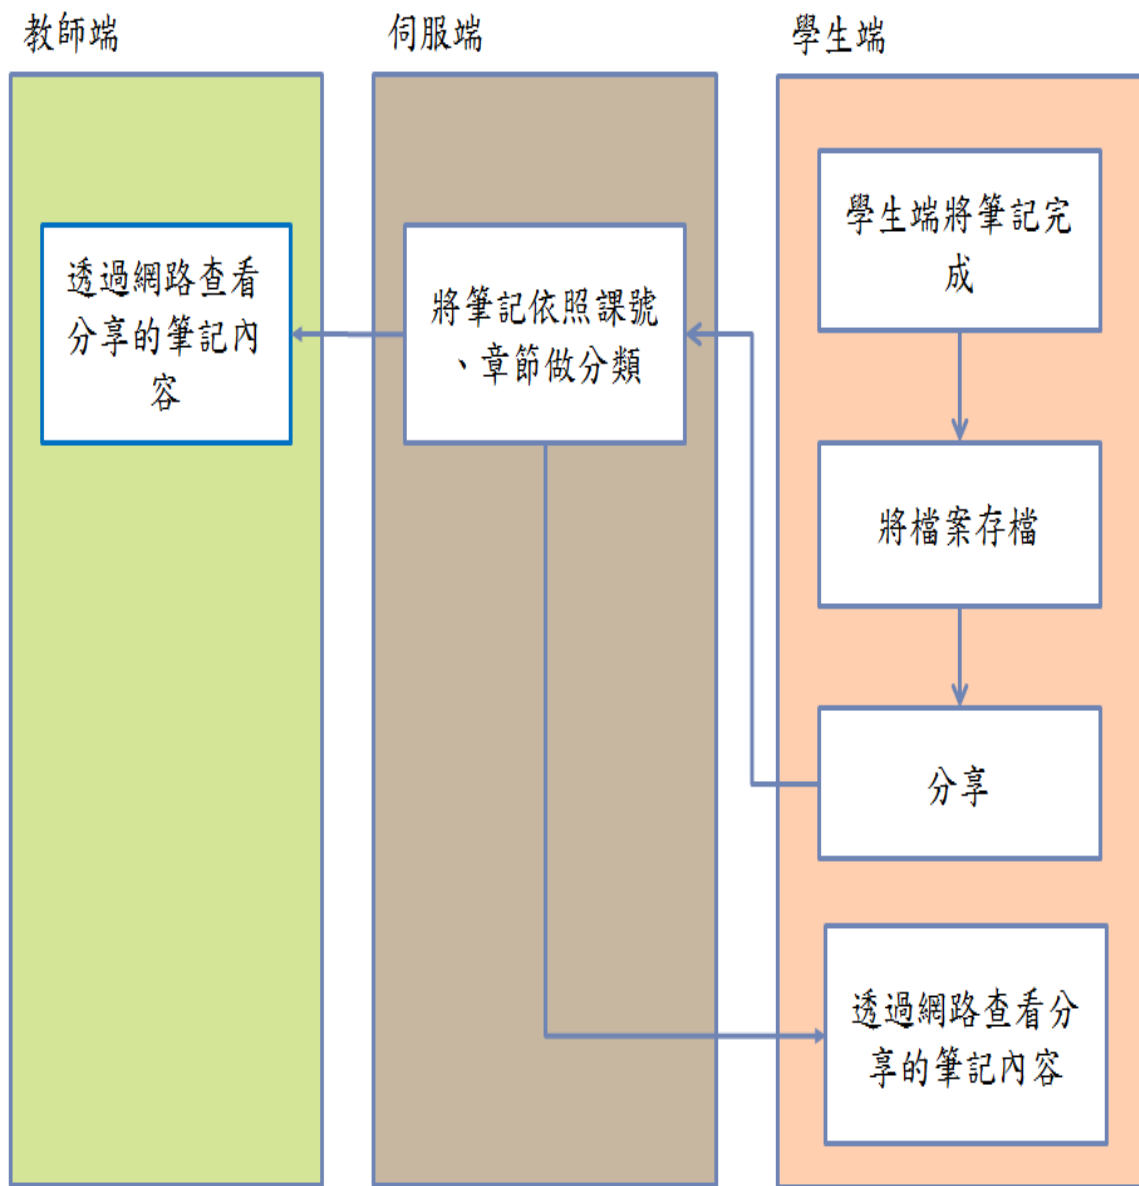 教師端
伺服端
學生端
透過網路查看
分享的筆記內
容
將筆記依照課號
、章節做分類
學生端將筆記完
成
將檔案存檔
分享
透過網路查看分
享的筆記內容